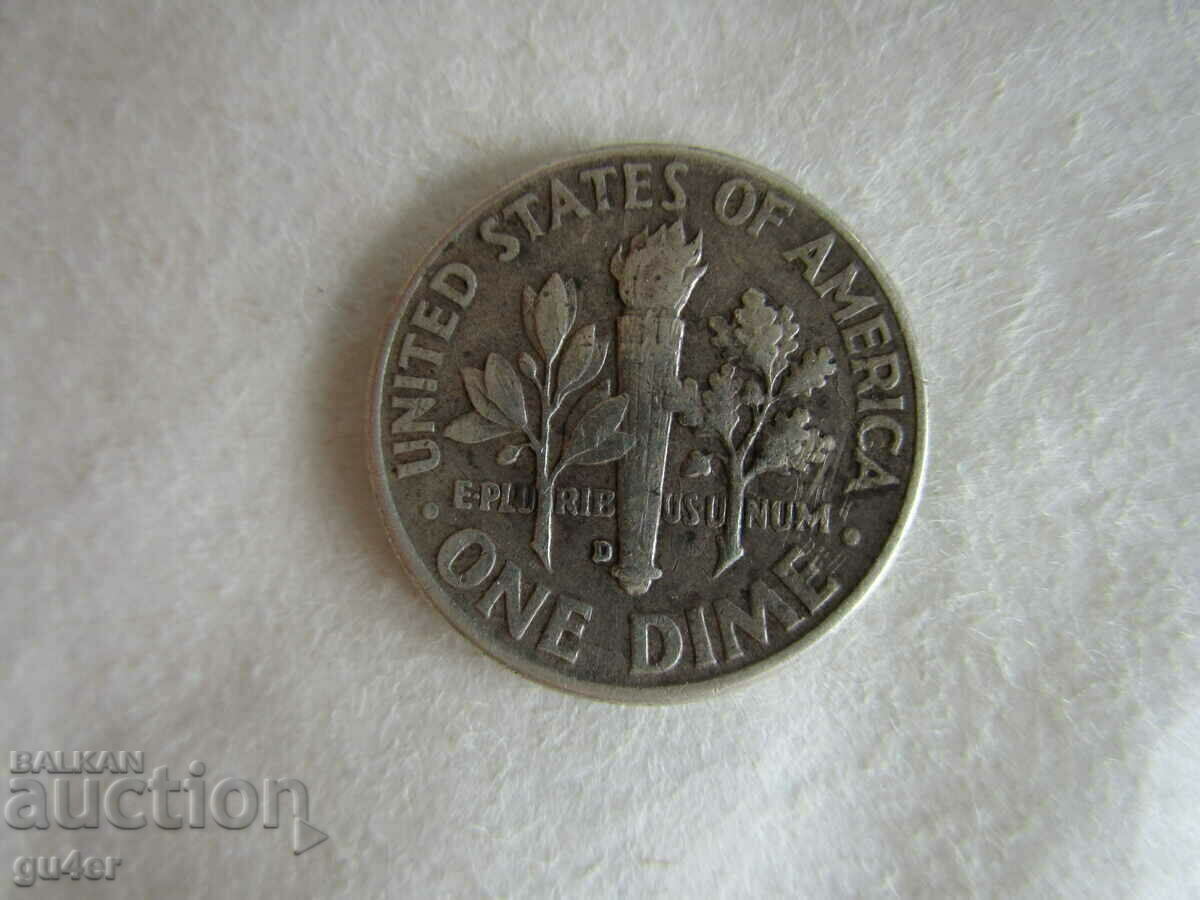 UNITED STATES OF AMERICA
E·PLURIBUS UNUM
D
· ONE DIME ·
BALKAN
auction
gu4er